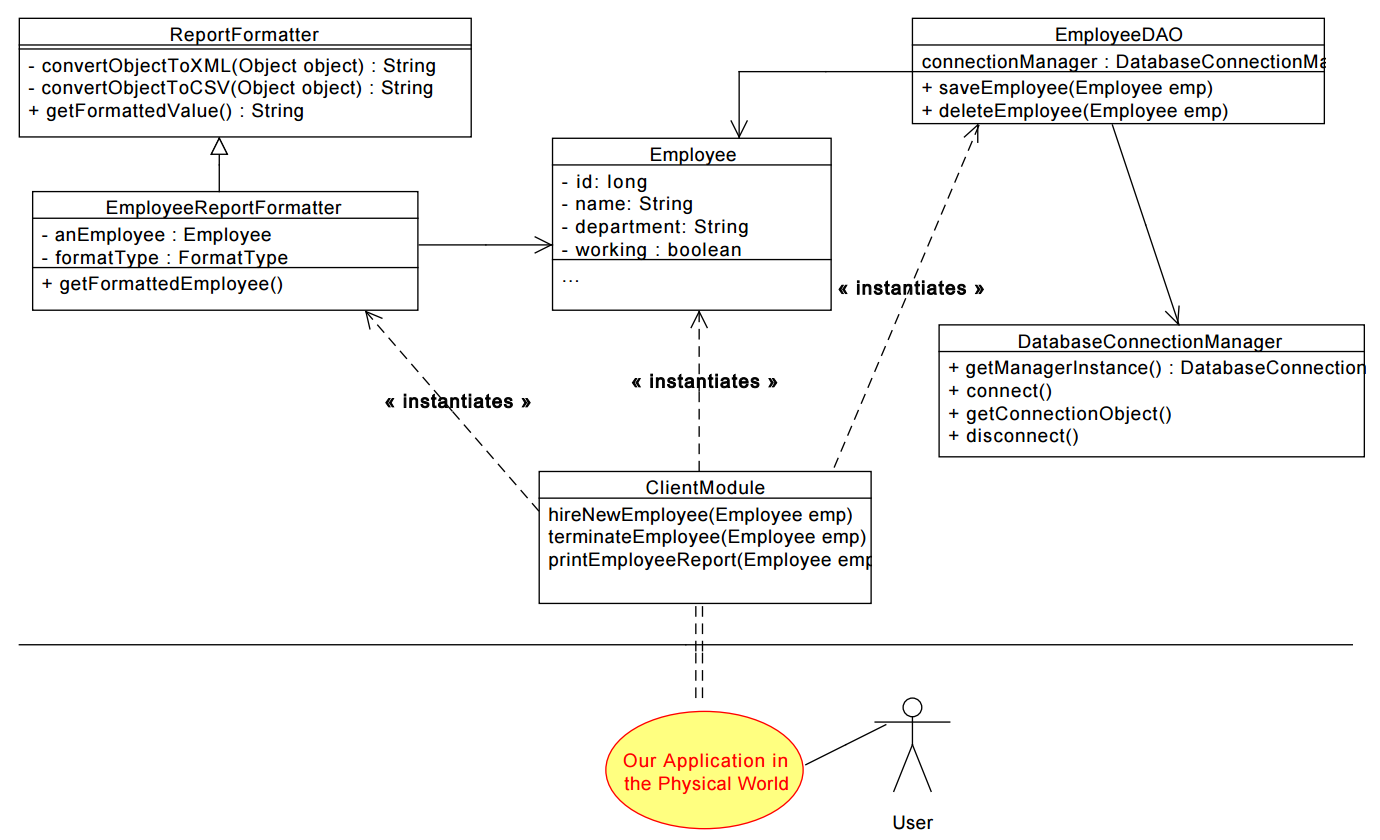 ReportFormatter
- convertObjectToXML(Object object) : String
- convertObjectToCSV(Object object) : String
+ getFormattedValue() : String
EmployeeDAO
connectionManager : DatabaseConnectionMa
+ saveEmployee(Employee emp)
+ deleteEmployee(Employee emp)
Employee
- id: long
- name: String
- department: String
- working : boolean
...
EmployeeReportFormatter
- anEmployee : Employee
- formatType : FormatType
+ getFormattedEmployee()
« instantiates »
« instantiates »
« instantiates »
DatabaseConnectionManager
+ getManagerInstance() : DatabaseConnection
+ connect()
+ getConnectionObject()
+ disconnect()
ClientModule
hireNewEmployee(Employee emp)
terminateEmployee(Employee emp)
printEmployeeReport(Employee emp
Our Application in
the Physical World
User